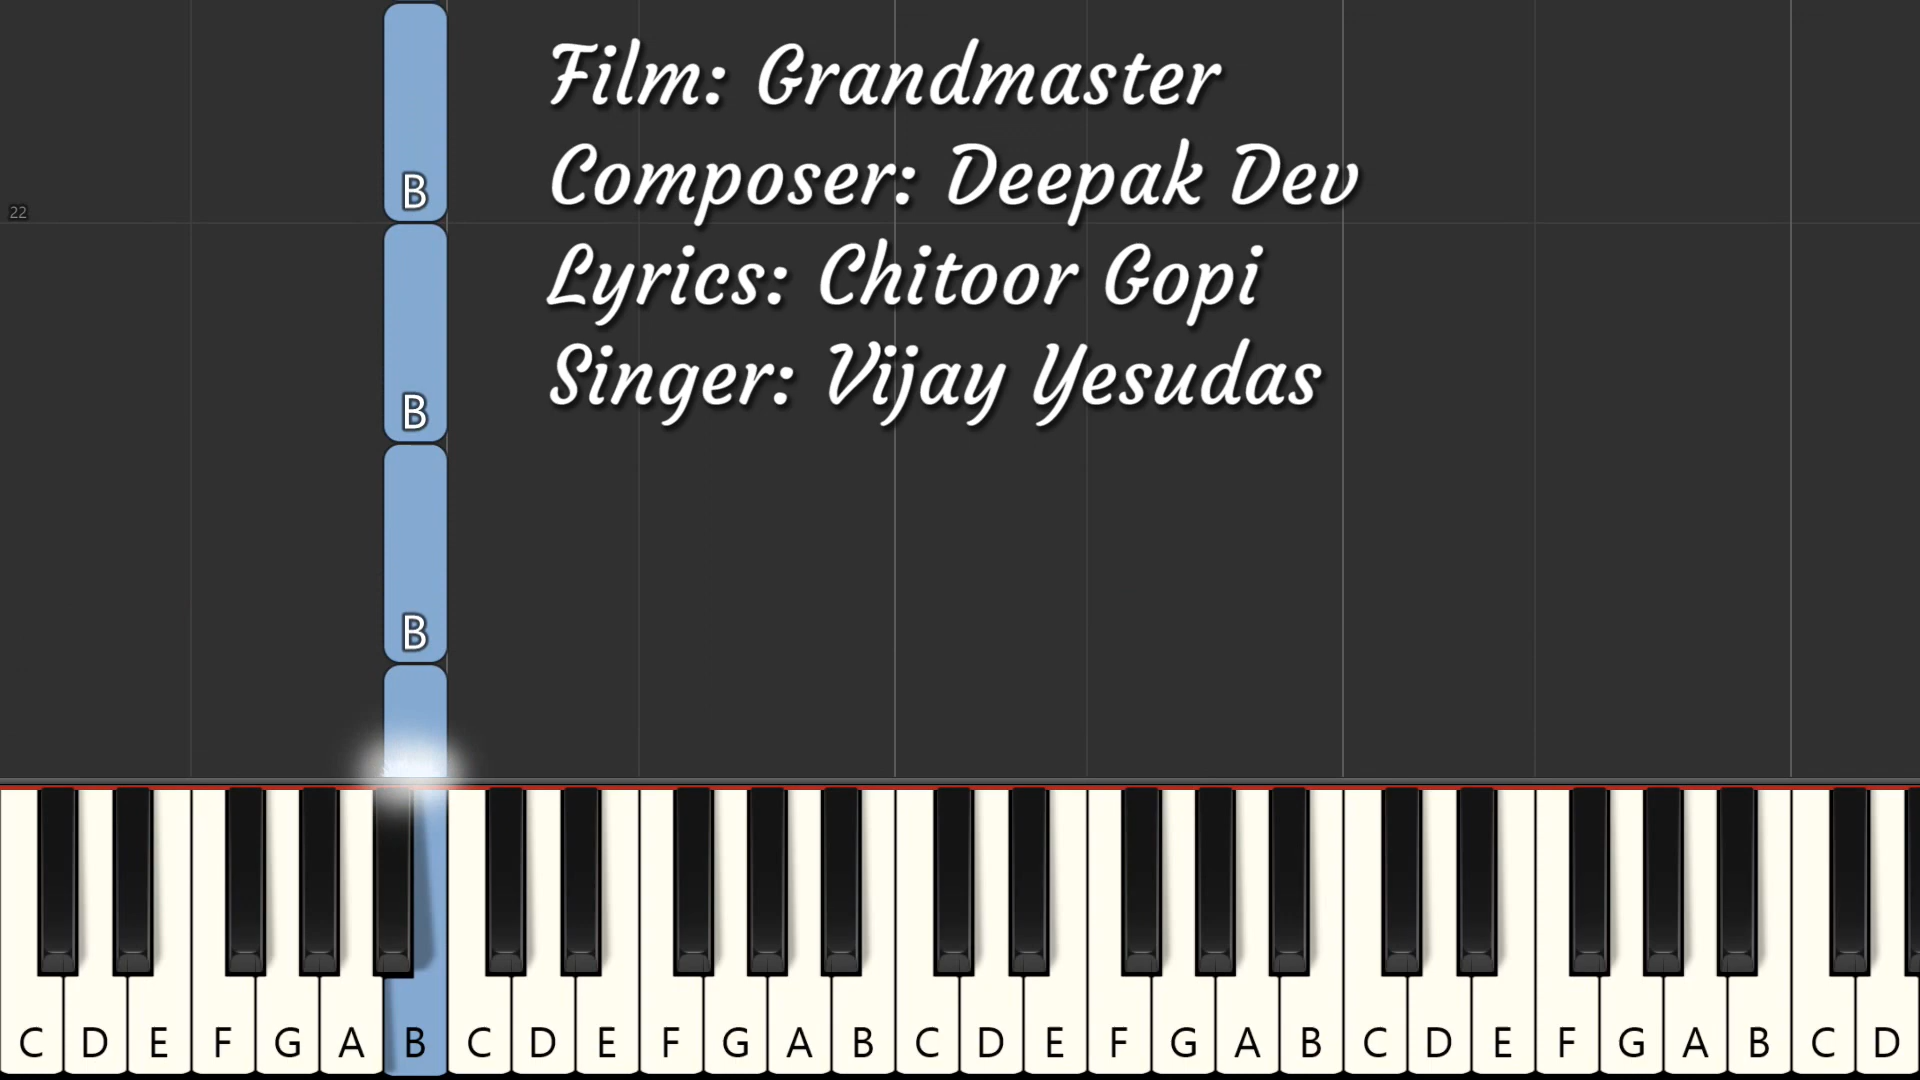 Film: Grandmaster
Composer: Deepak Dev
Lyrics: Chitoor Gopi
Singer: Vijay Yesudas
B
22
B
B
C D E F G A B C D E F G A B C D E F G A B C D E F G A B C D